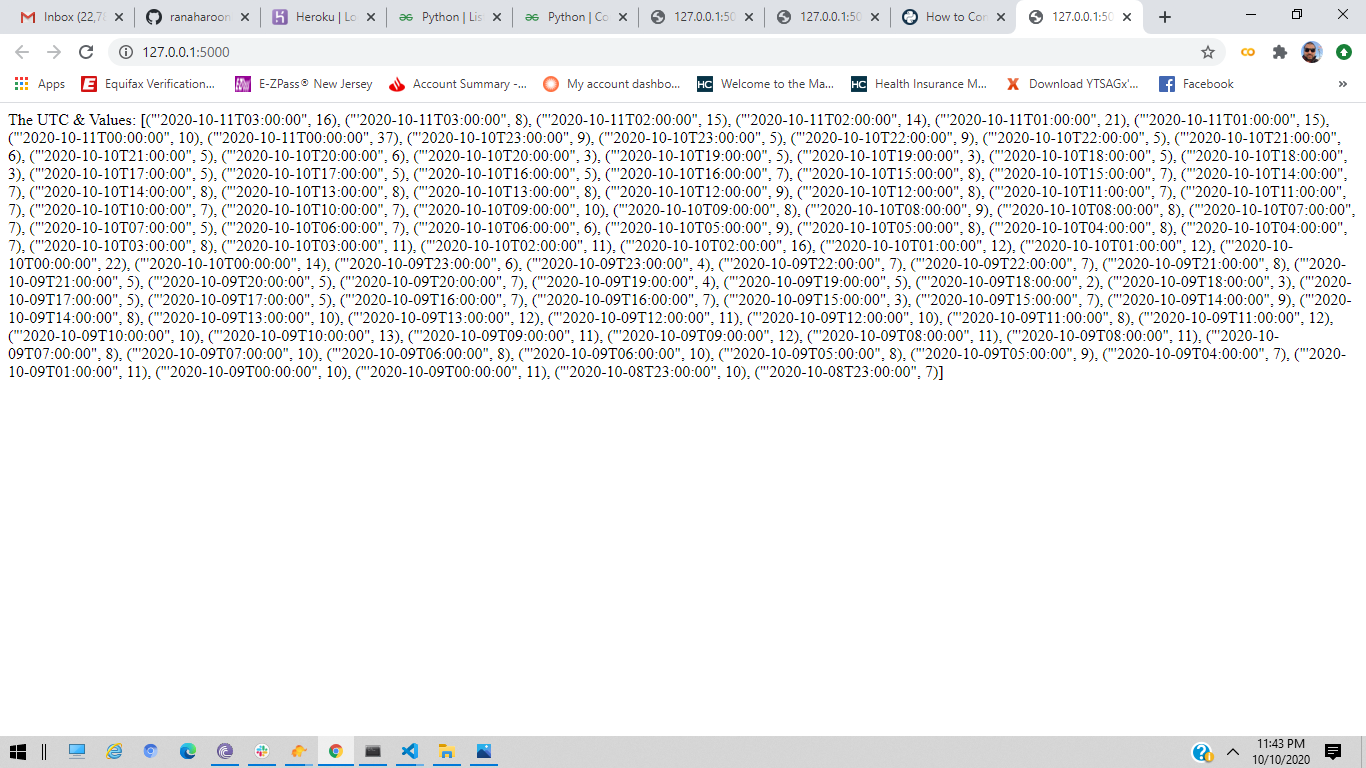 Inbox (22,7
ranaharoon
Heroku | Lo
Python | Lis
Python | Co
127.0.0.1:50
127.0.0.1:50
How to Con
127.0.0.1:50
127.0.0.1:5000
Apps
Equifax Verification...
E-ZPass® New Jersey
Account Summary -...
My account dashbo...
Welcome to the Ma...
Health Insurance M...
Download YTSAGx'...
Facebook
»
The UTC & Values: [("'2020-10-11T03:00:00", 16), ("'2020-10-11T03:00:00", 8), ("'2020-10-11T02:00:00", 15), ("'2020-10-11T02:00:00", 14), ("'2020-10-11T01:00:00", 21), ("'2020-10-11T01:00:00", 15),
("'2020-10-11T00:00:00", 10), ("'2020-10-11T00:00:00", 37), ("'2020-10-10T23:00:00", 9), ("'2020-10-10T23:00:00", 5), ("'2020-10-10T22:00:00", 9), ("'2020-10-10T22:00:00", 5), ("'2020-10-10T21:00:00",
6), ("'2020-10-10T21:00:00", 5), ("'2020-10-10T20:00:00", 6), ("'2020-10-10T20:00:00", 3), ("'2020-10-10T19:00:00", 5), ("'2020-10-10T19:00:00", 3), ("'2020-10-10T18:00:00", 5), ("'2020-10-10T18:00:00",
3), ("'2020-10-10T17:00:00", 5), ("'2020-10-10T17:00:00", 5), ("'2020-10-10T16:00:00", 5), ("'2020-10-10T16:00:00", 7), ("'2020-10-10T15:00:00", 8), ("'2020-10-10T15:00:00", 7), ("'2020-10-10T14:00:00",
7), ("'2020-10-10T14:00:00", 8), ("'2020-10-10T13:00:00", 8), ("'2020-10-10T13:00:00", 8), ("'2020-10-10T12:00:00", 9), ("'2020-10-10T12:00:00", 8), ("'2020-10-10T11:00:00", 7), ("'2020-10-10T11:00:00",
7), ("'2020-10-10T10:00:00", 7), ("'2020-10-10T10:00:00", 7), ("'2020-10-10T09:00:00", 10), ("'2020-10-10T09:00:00", 8), ("'2020-10-10T08:00:00", 9), ("'2020-10-10T08:00:00", 8), ("'2020-10-10T07:00:00",
7), ("'2020-10-10T07:00:00", 5), ("'2020-10-10T06:00:00", 7), ("'2020-10-10T06:00:00", 6), ("'2020-10-10T05:00:00", 9), ("'2020-10-10T05:00:00", 8), ("'2020-10-10T04:00:00", 8), ("'2020-10-10T04:00:00",
7), ("'2020-10-10T03:00:00", 8), ("'2020-10-10T03:00:00", 11), ("'2020-10-10T02:00:00", 11), ("'2020-10-10T02:00:00", 16), ("'2020-10-10T01:00:00", 12), ("'2020-10-10T01:00:00", 12), ("'2020-10-
10T00:00:00", 22), ("'2020-10-10T00:00:00", 14), ("'2020-10-09T23:00:00", 6), ("'2020-10-09T23:00:00", 4), ("'2020-10-09T22:00:00", 7), ("'2020-10-09T22:00:00", 7), ("'2020-10-09T21:00:00", 8), ("'2020-
10-09T21:00:00", 5), ("'2020-10-09T20:00:00", 5), ("'2020-10-09T20:00:00", 7), ("'2020-10-09T19:00:00", 4), ("'2020-10-09T19:00:00", 5), ("'2020-10-09T18:00:00", 2), ("'2020-10-09T18:00:00", 3), ("'2020-
10-09T17:00:00", 5), ("'2020-10-09T17:00:00", 5), ("'2020-10-09T16:00:00", 7), ("'2020-10-09T16:00:00", 7), ("'2020-10-09T15:00:00", 3), ("'2020-10-09T15:00:00", 7), ("'2020-10-09T14:00:00", 9), ("'2020-
10-09T14:00:00", 8), ("'2020-10-09T13:00:00", 10), ("'2020-10-09T13:00:00", 12), ("'2020-10-09T12:00:00", 11), ("'2020-10-09T12:00:00", 10), ("'2020-10-09T11:00:00", 8), ("'2020-10-09T11:00:00", 12),
("'2020-10-09T10:00:00", 10), ("'2020-10-09T10:00:00", 13), ("'2020-10-09T09:00:00", 11), ("'2020-10-09T09:00:00", 12), ("'2020-10-09T08:00:00", 11), ("'2020-10-09T08:00:00", 11), ("'2020-10-
09T07:00:00", 8), ("'2020-10-09T07:00:00", 10), ("'2020-10-09T06:00:00", 8), ("'2020-10-09T06:00:00", 10), ("'2020-10-09T05:00:00", 8), ("'2020-10-09T05:00:00", 9), ("'2020-10-09T04:00:00", 7), ("'2020-
10-09T01:00:00", 11), ("'2020-10-09T00:00:00", 10), ("'2020-10-09T00:00:00", 11), ("'2020-10-08T23:00:00", 10), ("'2020-10-08T23:00:00", 7)]
11:43 PM
10/10/2020